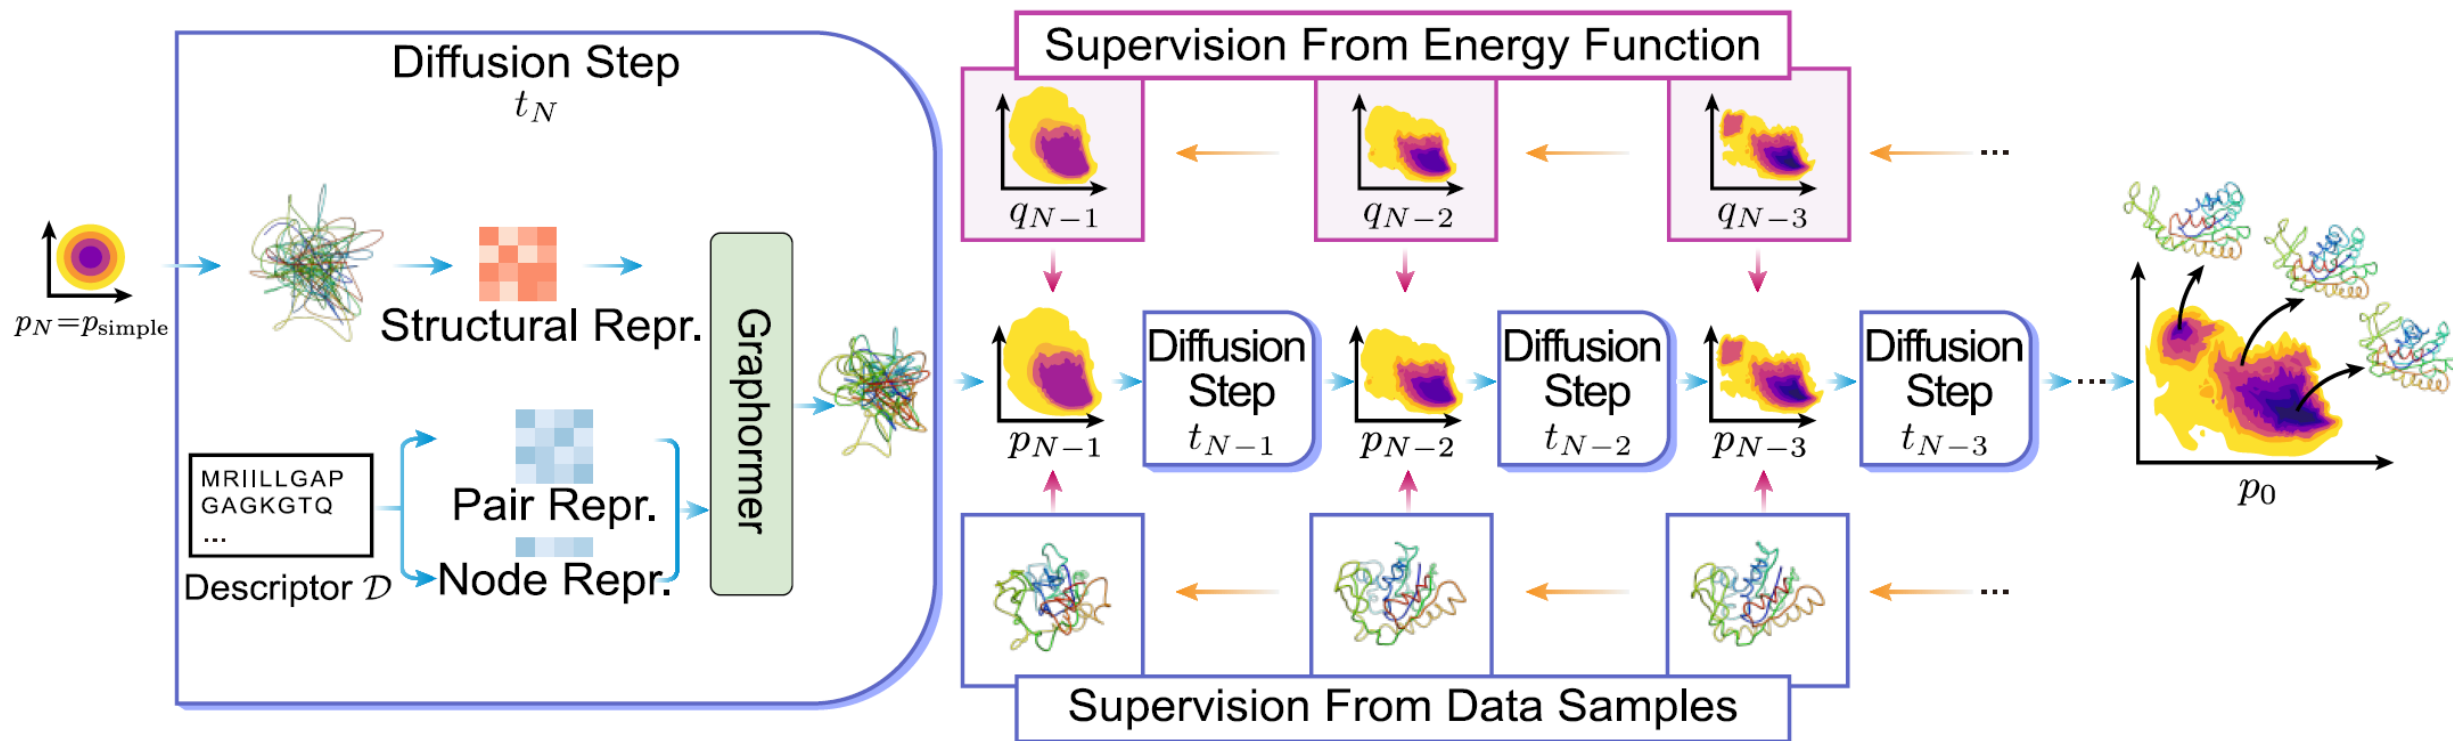 Diffusion Step
t_N
p_N=p_simple
Structural Repr.
Graphormer
MRIILLGAP
GAGKGTQ
...
Descriptor 𝒟
Pair Repr.
Node Repr.
Supervision From Energy Function
q_{N-1}
q_{N-2}
q_{N-3}
...
p_{N-1}
Diffusion
Step
t_{N-1}
p_{N-2}
Diffusion
Step
t_{N-2}
p_{N-3}
Diffusion
Step
t_{N-3}
...
p_0
...
Supervision From Data Samples